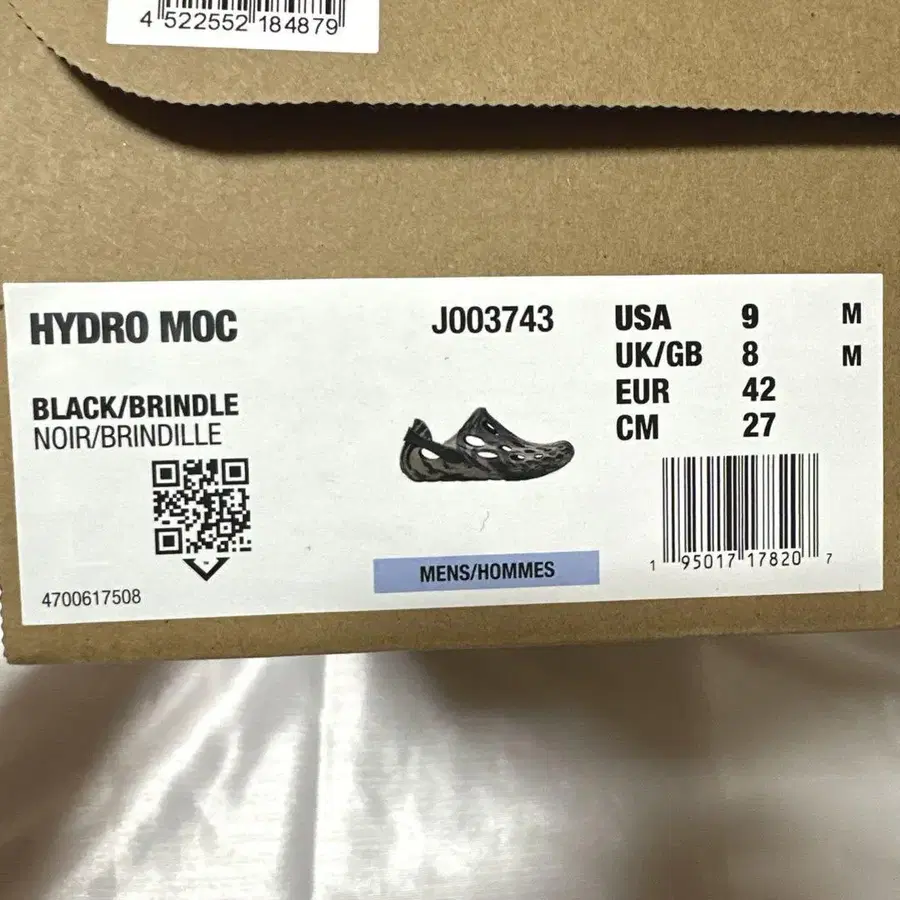 4 522552 184879
HYDRO MOC
J003743
USA 9 M
UK/GB 8 M
EUR 42
CM 27
BLACK/BRINDLE
NOIR/BRINDILLE
MENS/HOMMES
1 95017 17820 7
4700617508